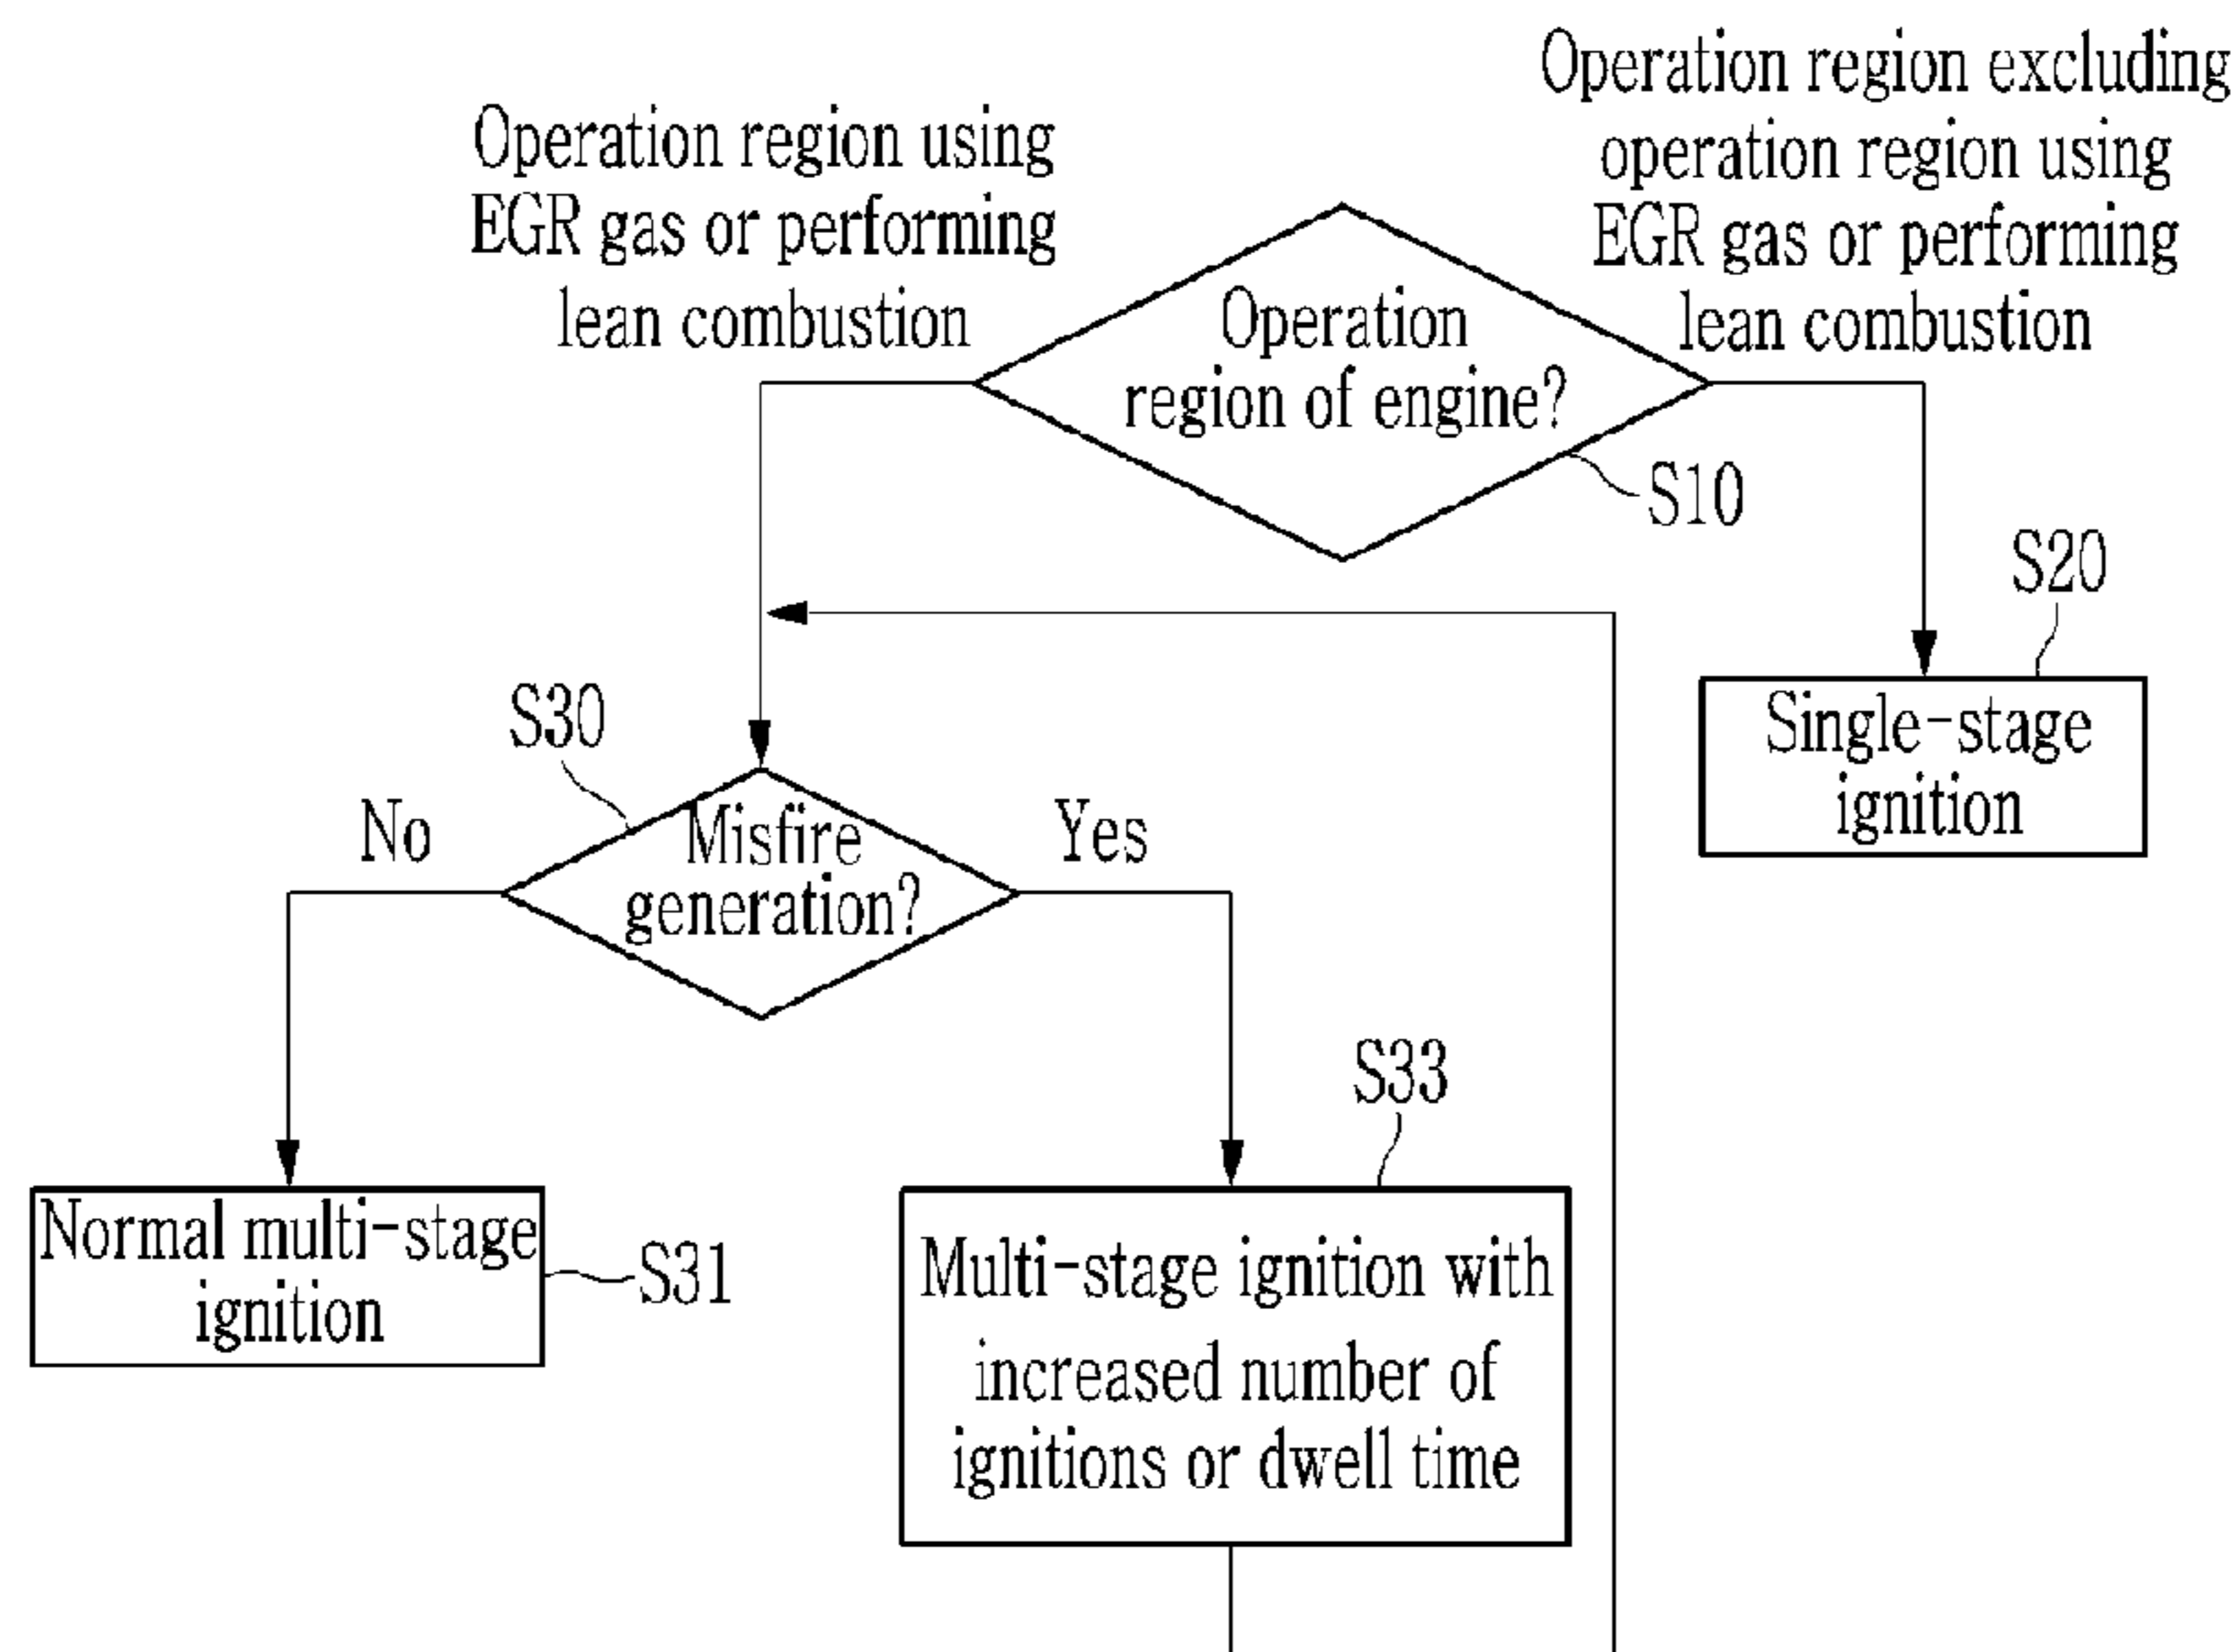 Operation region excluding
operation region using
EGR gas or performing
lean combustion
Operation region using
EGR gas or performing
lean combustion
Operation
region of engine?
S10
S20
Single-stage
ignition
S30
No
Misfire
generation?
Yes
S33
Normal multi-stage
ignition
S31
Multi-stage ignition with
increased number of
ignitions or dwell time